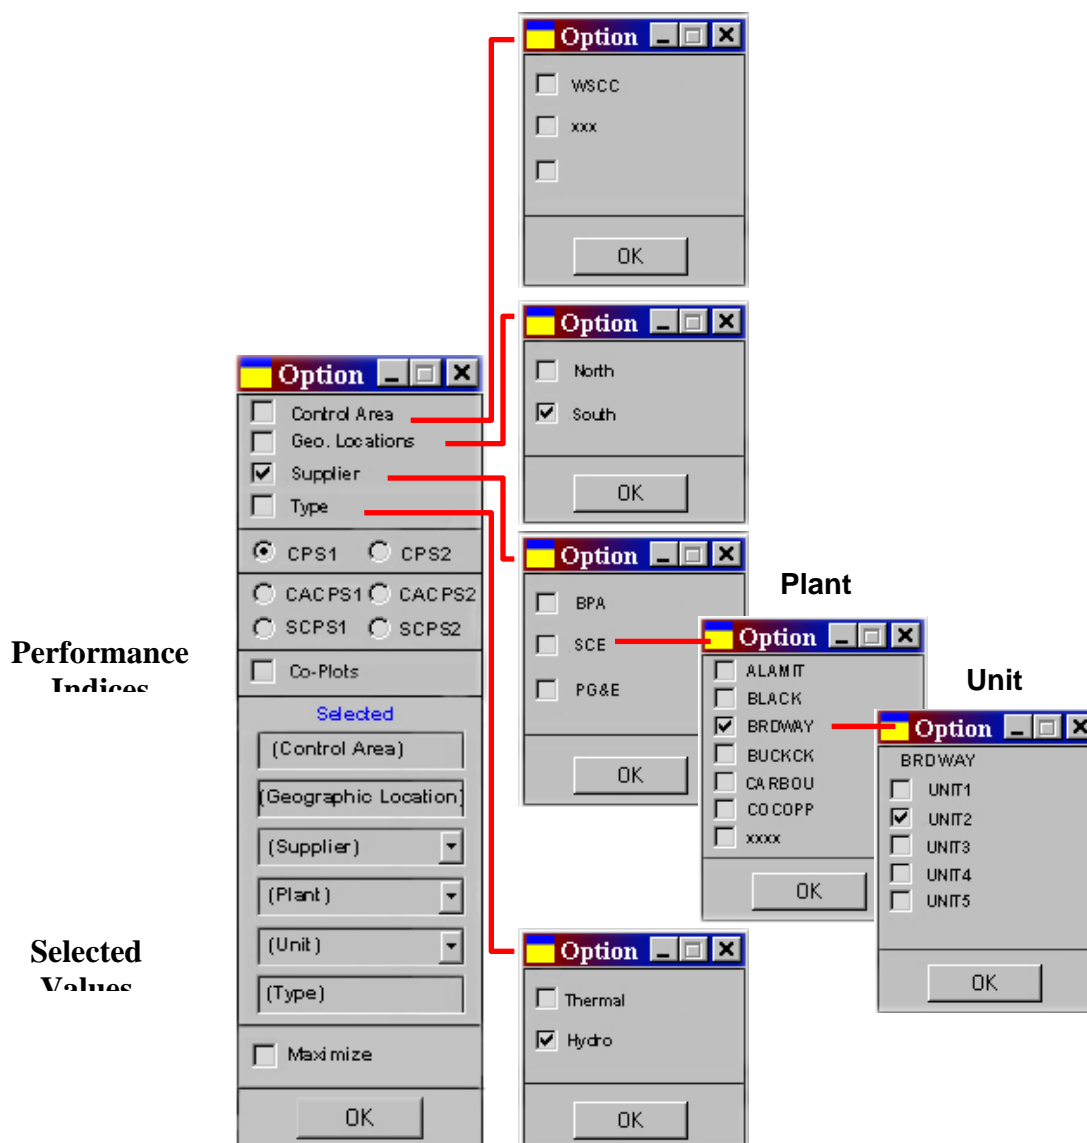 Option
WSCC
xxx
OK
Option
North
South
OK
Option
Control Area
Geo. Locations
Supplier
Type
CPS1 CPS2
CACPS1 CACPS2
SCPS1 SCPS2
Co-Plots
Selected
(Control Area)
(Geographic Location)
(Supplier)
(Plant)
(Unit)
(Type)
Maximize
OK
Performance
Indices
Selected
Values
Option
BPA
SCE
PG&E
OK
Plant
Option
ALAMIT
BLACK
BRDWAY
BUCKCK
CARBOU
COCOPP
xxxx
OK
Unit
Option
BRDWAY
UNIT1
UNIT2
UNIT3
UNIT4
UNIT5
OK
Option
Thermal
Hydro
OK